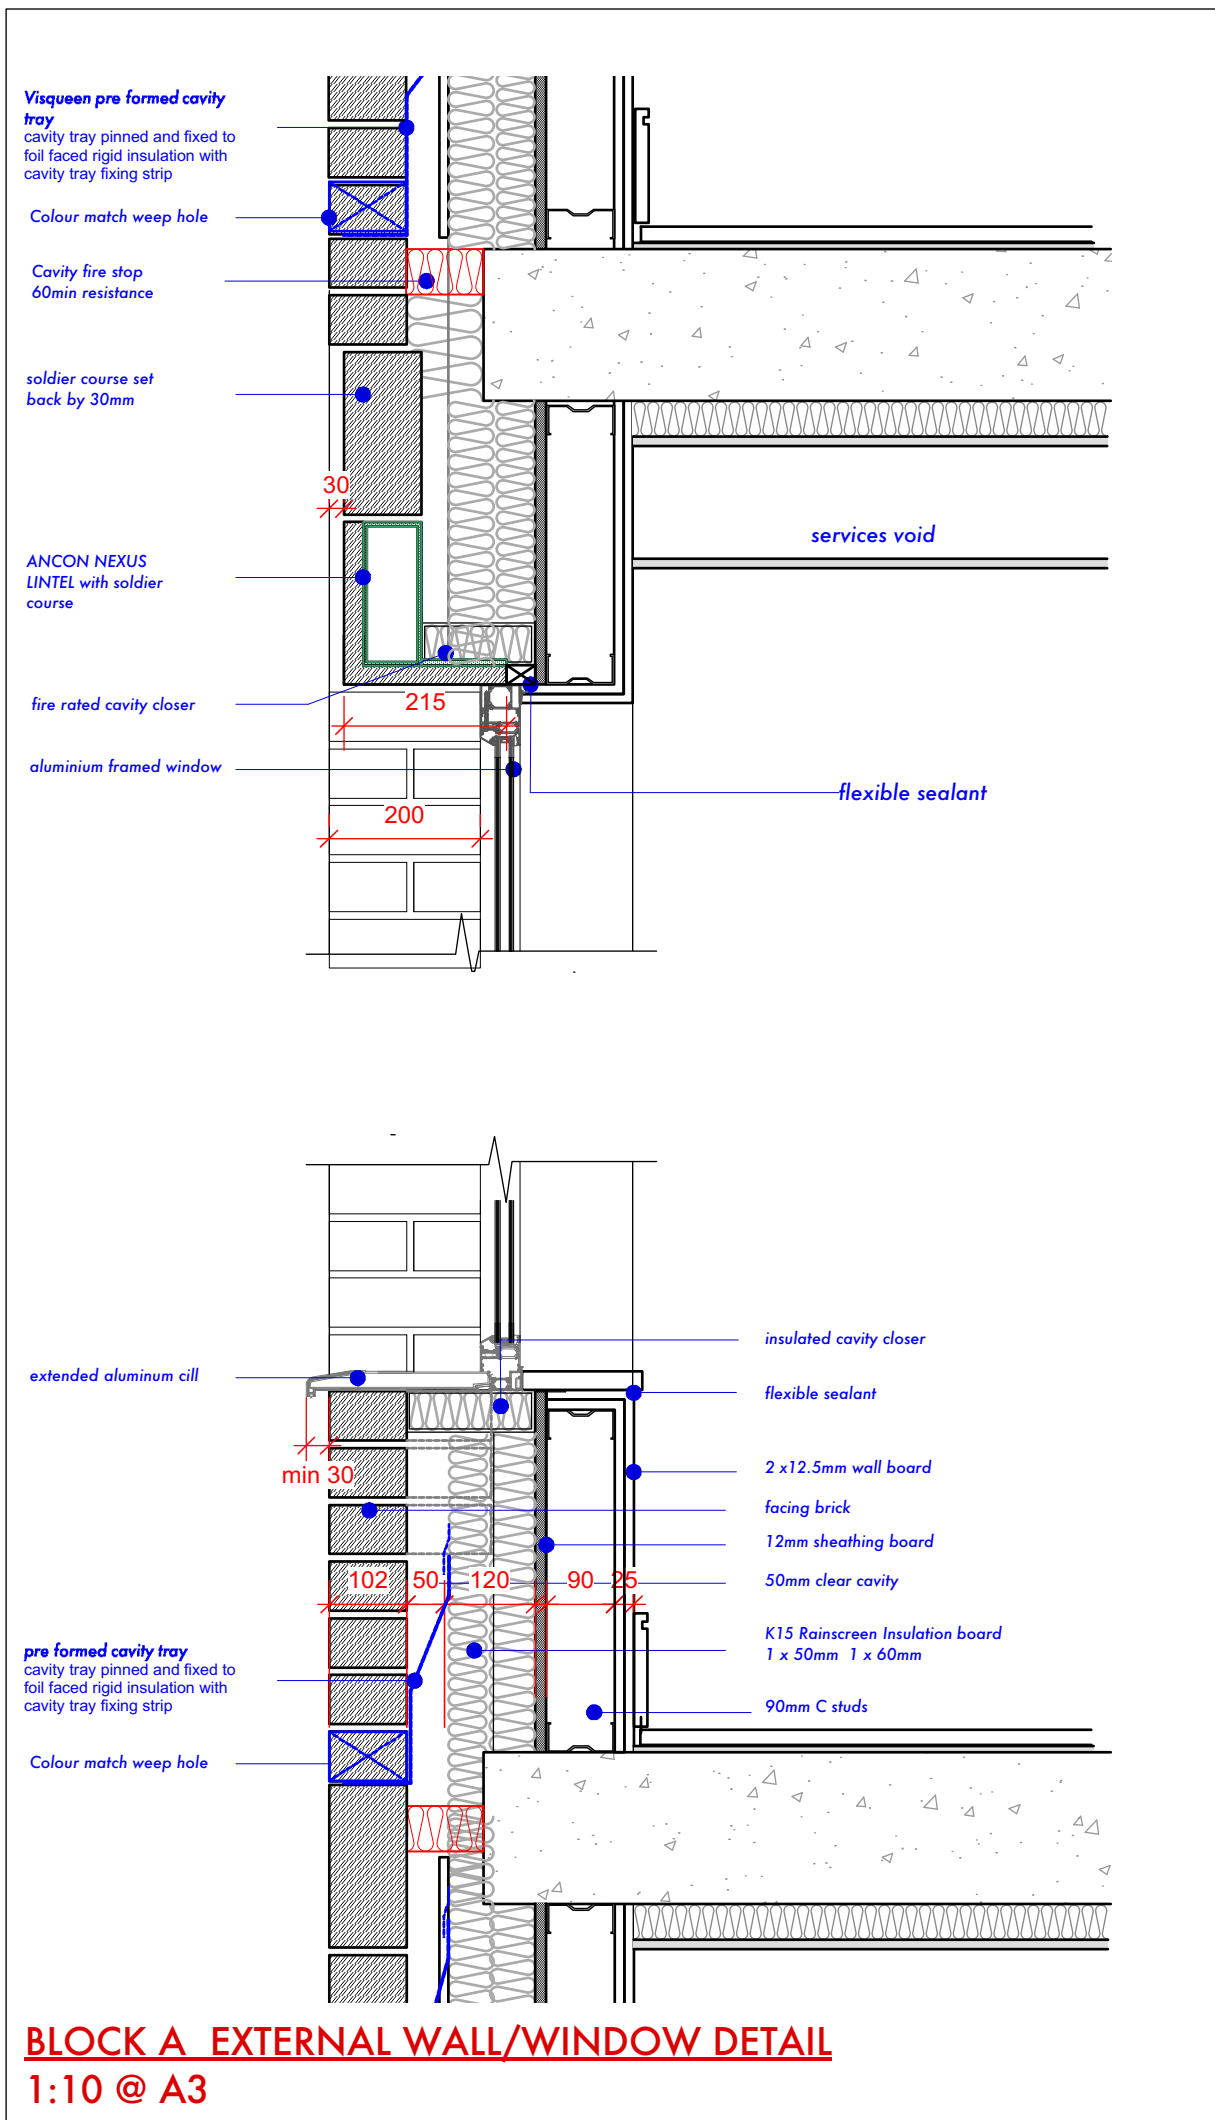 Visqueen pre formed cavity
tray
cavity tray pinned and fixed to
foil faced rigid insulation with
cavity tray fixing strip
Colour match weep hole
Cavity fire stop
60min resistance
soldier course set
back by 30mm
30
ANCON NEXUS
LINTEL with soldier
course
services void
fire rated cavity closer
215
aluminium framed window
flexible sealant
200
insulated cavity closer
extended aluminum cill
flexible sealant
min 30
2 x12.5mm wall board
facing brick
12mm sheathing board
102 50 120 90 25
50mm clear cavity
K15 Rainscreen Insulation board
1 x 50mm 1 x 60mm
pre formed cavity tray
cavity tray pinned and fixed to
foil faced rigid insulation with
cavity tray fixing strip
90mm C studs
Colour match weep hole
BLOCK A EXTERNAL WALL/WINDOW DETAIL
1:10 @ A3